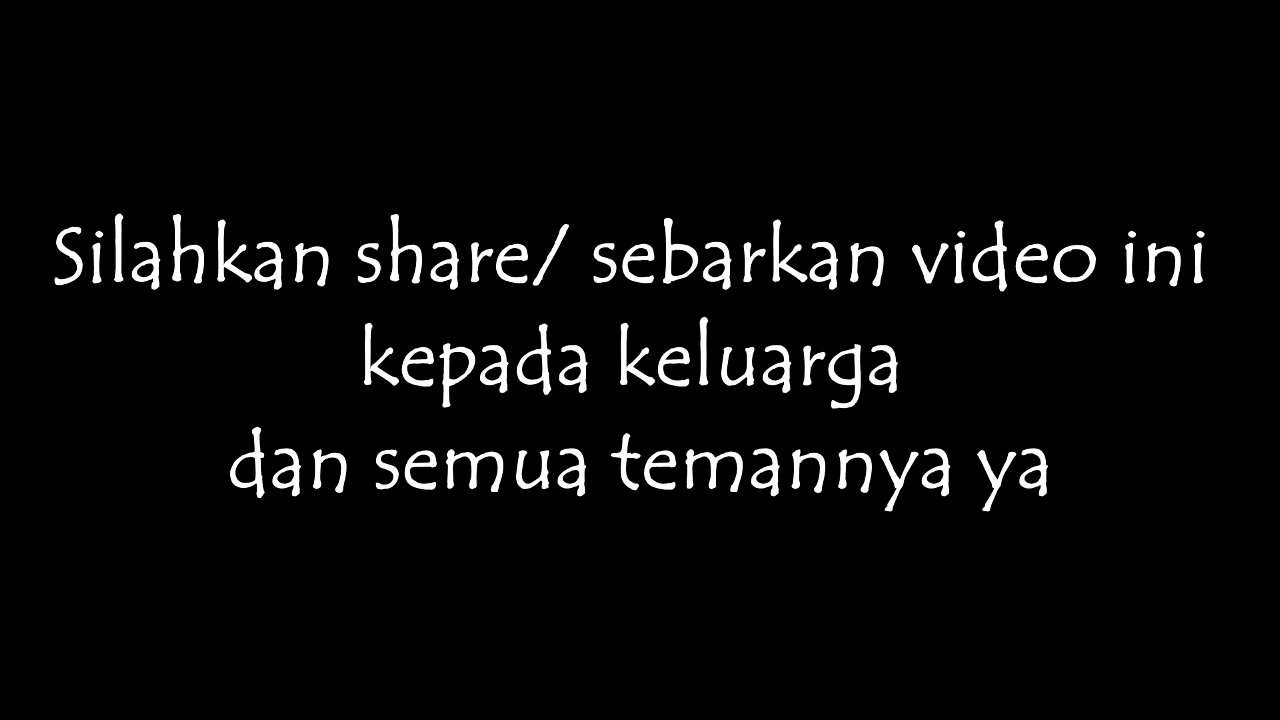 Silahkan share/ sebarkan video ini
kepada keluarga
dan semua temannya ya